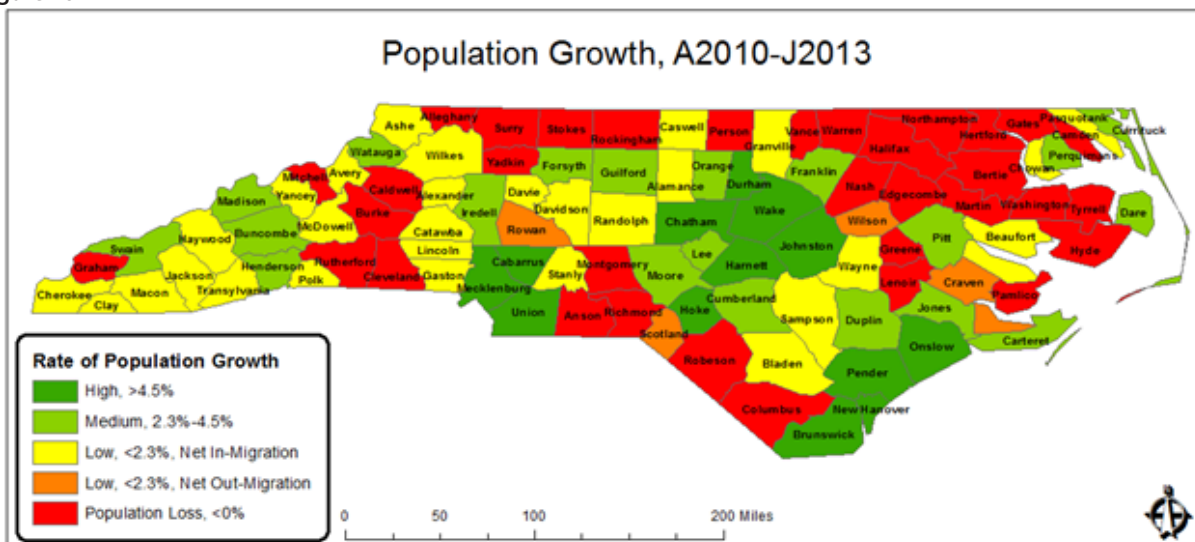 Population Growth, A2010-J2013
Ashe
Alleghany
Surry
Stokes
Rockingham
Caswell
Person
Granville
Vance
Warren
Northampton
Gates
Pasquotank
Camden
Currituck
Hertford
Halifax
Watauga
Wilkes
Yadkin
Forsyth
Guilford
Orange
Durham
Franklin
Bertie
Chowan
Perquimans
Mitchell
Avery
Yancey
Caldwell
Alexander
Davie
Alamance
Nash
Edgecombe
Madison
Iredell
Davidson
Wake
Martin
Washington
Tyrrell
Dare
Burke
McDowell
Catawba
Rowan
Randolph
Chatham
Wilson
Buncombe
Haywood
Swain
Pitt
Beaufort
Hyde
Lincoln
Johnston
Greene
Graham
Henderson
Rutherford
Cleveland
Gaston
Cabarrus
Stanly
Montgomery
Moore
Lee
Harnett
Wayne
Jackson
Polk
Lenoir
Craven
Pamlico
Cherokee
Macon
Transylvania
Mecklenburg
Clay
Union
Anson
Richmond
Hoke
Cumberland
Sampson
Duplin
Jones
Scotland
Carteret
Onslow
Robeson
Bladen
Pender
Columbus
New Hanover
Brunswick
Rate of Population Growth
High, >4.5%
Medium, 2.3%-4.5%
Low, <2.3%, Net In-Migration
Low, <2.3%, Net Out-Migration
Population Loss, <0%
0 50 100 200 Miles